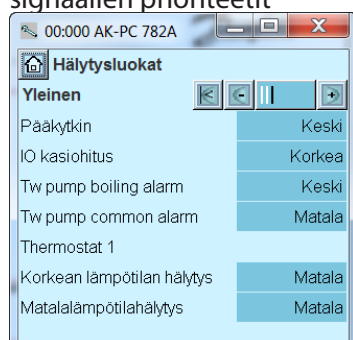 signaalien prioriteetit
00:000 AK-PC 782A
Hälytysluokat
Yleinen
Pääkytkin Keski
IO kasiohitus Korkea
Tw pump boiling alarm Keski
Tw pump common alarm Matala
Thermostat 1
Korkean lämpötilan hälytys Matala
Matalalämpötilahälytys Matala